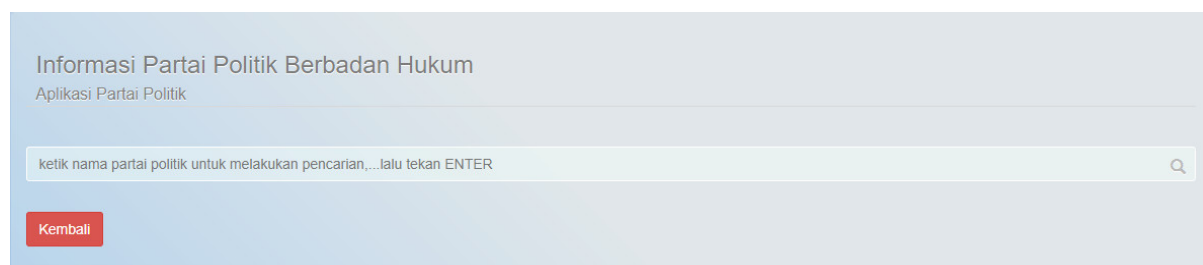 Informasi Partai Politik Berbadan Hukum
Aplikasi Partai Politik
ketik nama partai politik untuk melakukan pencarian,...lalu tekan ENTER
Kembali